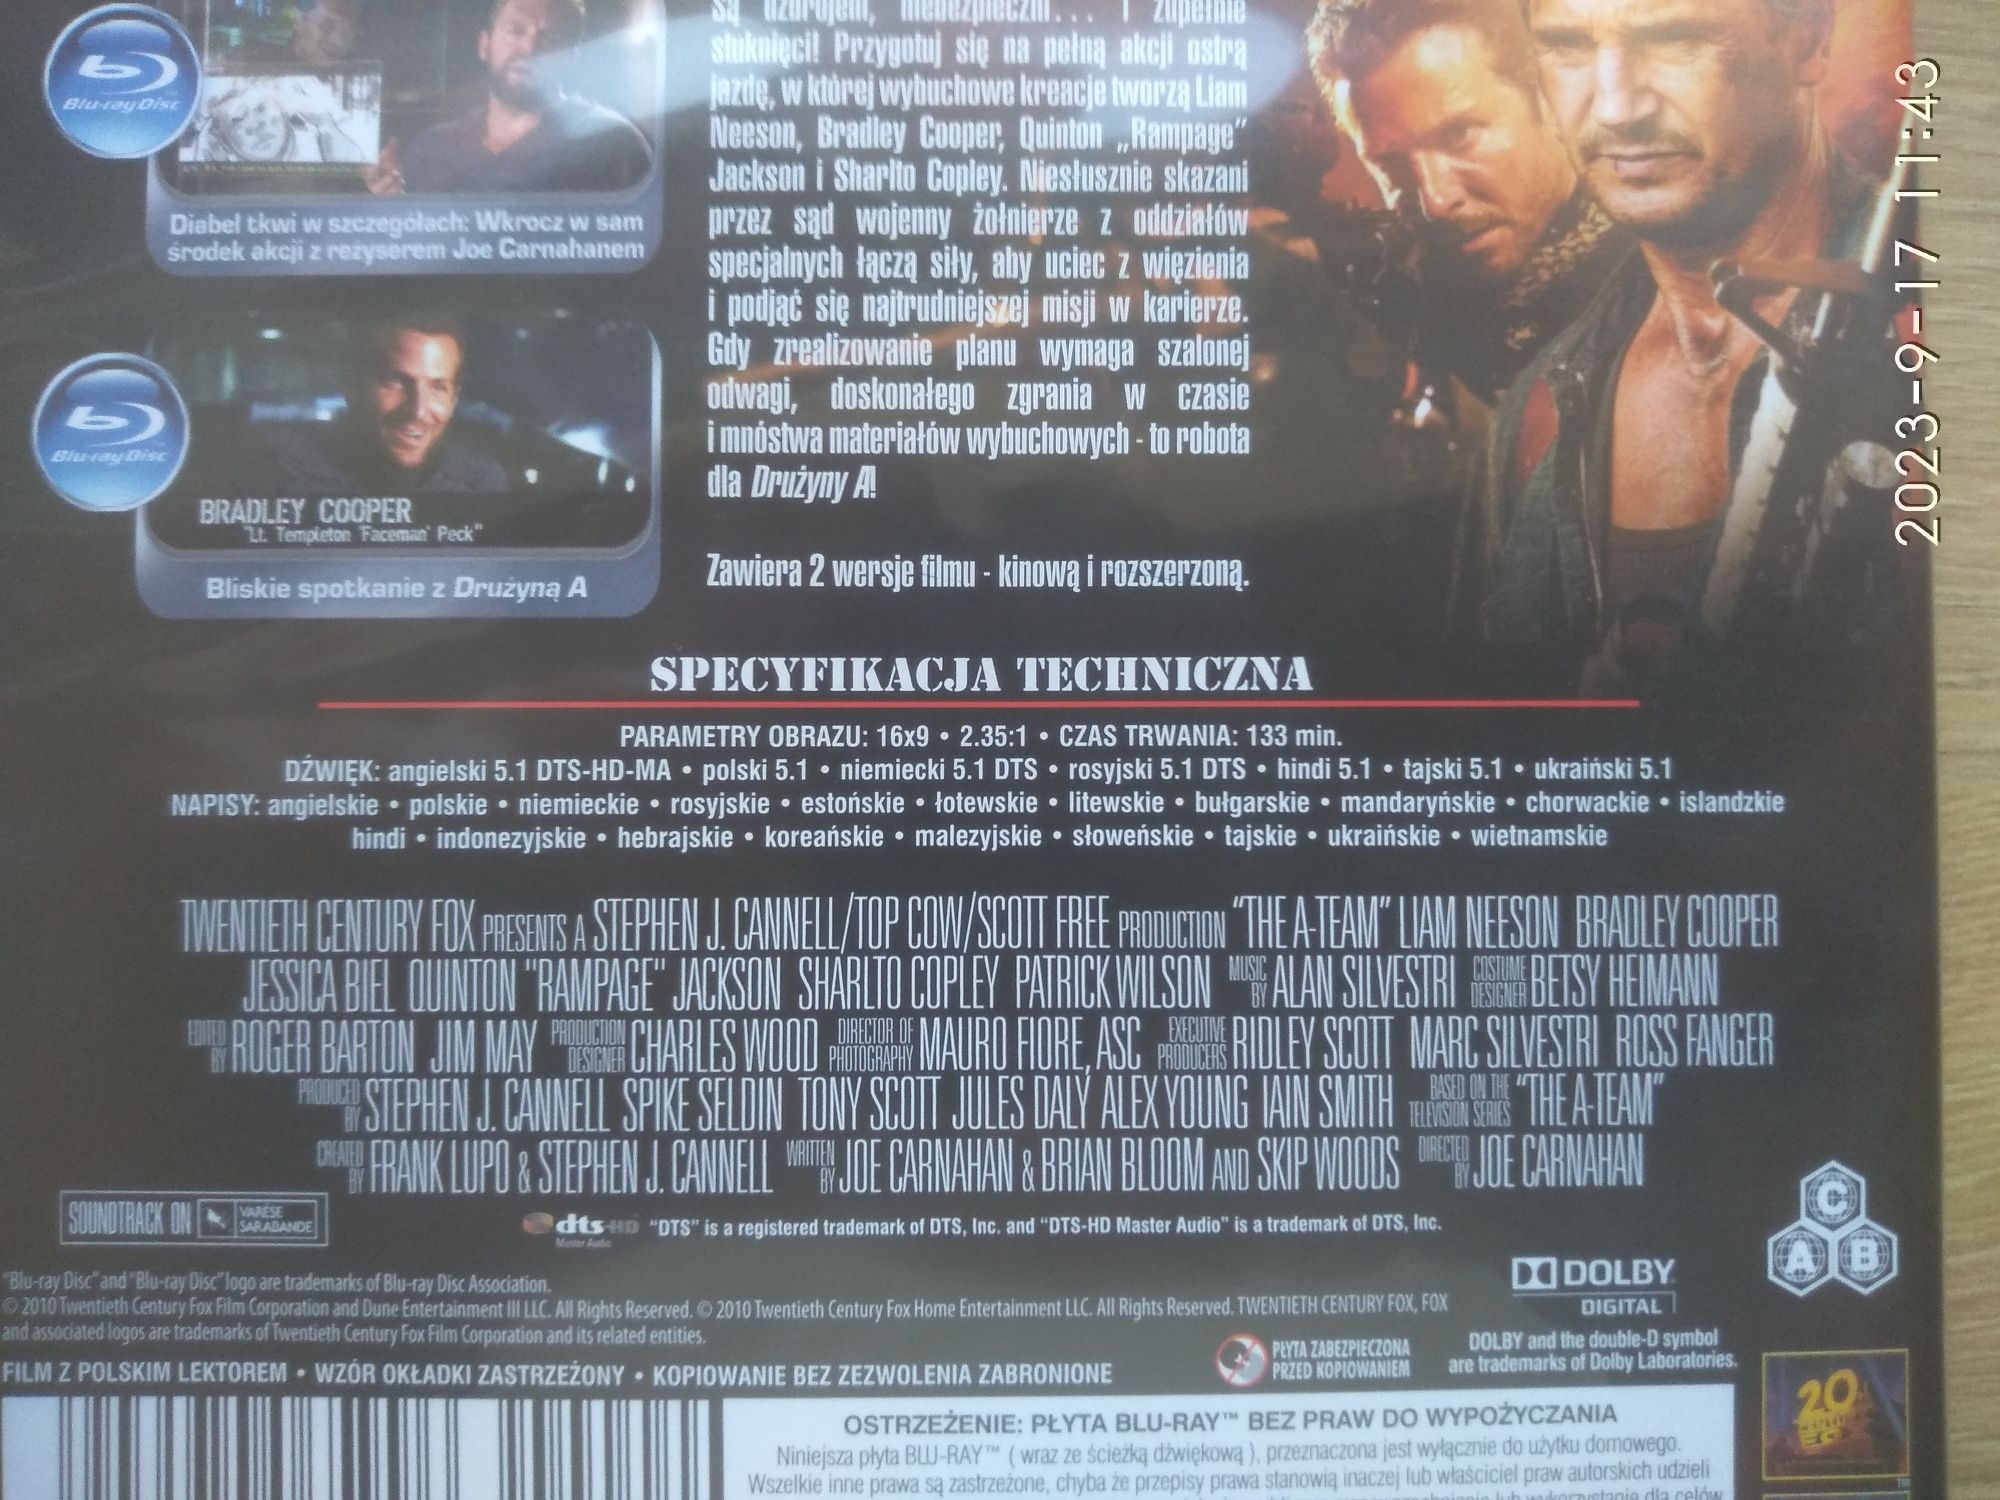 Blu-ray Disc
Diabeł tkwi w szczegółach: Wkrocz w sam
środek akcji z reżyserem Joe Carnahanem
Blu-ray Disc
BRADLEY COOPER
"Lt. Templeton 'Faceman' Peck"
Bliskie spotkanie z Drużyną A
Są uzbrojeni, niebezpieczni... i zupełnie
stuknięci! Przygotuj się na pełną akcji ostrą
jazdę, w której wybuchowe kreacje tworzą Liam
Neeson, Bradley Cooper, Quinton „Rampage"
Jackson i Sharlto Copley. Niesłusznie skazani
przez sąd wojenny żołnierze z oddziałów
specjalnych łączą siły, aby uciec z więzienia
i podjąć się najtrudniejszej misji w karierze.
Gdy zrealizowanie planu wymaga szalonej
odwagi, doskonałego zgrania w czasie
i mnóstwa materiałów wybuchowych - to robota
dla Drużyny A!
Zawiera 2 wersje filmu - kinową i rozszerzoną.
2023-9-17 11:43
SPECYFIKACJA TECHNICZNA
PARAMETRY OBRAZU: 16x9 • 2.35:1 • CZAS TRWANIA: 133 min.
DŹWIĘK: angielski 5.1 DTS-HD-MA • polski 5.1 • niemiecki 5.1 DTS • rosyjski 5.1 DTS • hindi 5.1 • tajski 5.1 • ukraiński 5.1
NAPISY: angielskie • polskie • niemieckie • rosyjskie • estońskie • łotewskie • litewskie • bułgarskie • mandaryńskie • chorwackie • islandzkie
hindi • indonezyjskie • hebrajskie • koreańskie • malezyjskie • słoweńskie • tajskie • ukraińskie • wietnamskie
TWENTIETH CENTURY FOX PRESENTS A STEPHEN J. CANNELL/TOP COW/SCOTT FREE PRODUCTION "THE A-TEAM" LIAM NEESON BRADLEY COOPER
JESSICA BIEL QUINTON "RAMPAGE" JACKSON SHARLTO COPLEY PATRICK WILSON MUSIC BY ALAN SILVESTRI COSTUME DESIGNER BETSY HEIMANN
EDITED BY ROGER BARTON JIM MAY PRODUCTION DESIGNER CHARLES WOOD DIRECTOR OF PHOTOGRAPHY MAURO FIORE, ASC EXECUTIVE PRODUCERS RIDLEY SCOTT MARC SILVESTRI ROSS FANGER
PRODUCED BY STEPHEN J. CANNELL SPIKE SELDIN TONY SCOTT JULES DALY ALEX YOUNG IAIN SMITH BASED ON THE TELEVISION SERIES "THE A-TEAM"
CREATED BY FRANK LUPO & STEPHEN J. CANNELL WRITTEN BY JOE CARNAHAN & BRIAN BLOOM AND SKIP WOODS DIRECTED BY JOE CARNAHAN
SOUNDTRACK ON VARÈSE SARABANDE
dts-HD Master Audio "DTS" is a registered trademark of DTS, Inc. and "DTS-HD Master Audio" is a trademark of DTS, Inc.
C
A B
"Blu-ray Disc" and "Blu-ray Disc" logo are trademarks of Blu-ray Disc Association.
© 2010 Twentieth Century Fox Film Corporation and Dune Entertainment III LLC. All Rights Reserved. © 2010 Twentieth Century Fox Home Entertainment LLC. All Rights Reserved. TWENTIETH CENTURY FOX, FOX
and associated logos are trademarks of Twentieth Century Fox Film Corporation and its related entities.
DOLBY
DIGITAL
DOLBY and the double-D symbol
are trademarks of Dolby Laboratories.
PŁYTA ZABEZPIECZONA
PRZED KOPIOWANIEM
FILM Z POLSKIM LEKTOREM • WZÓR OKŁADKI ZASTRZEŻONY • KOPIOWANIE BEZ ZEZWOLENIA ZABRONIONE
20
CENTURY
OSTRZEŻENIE: PŁYTA BLU-RAY™ BEZ PRAW DO WYPOŻYCZANIA
Niniejsza płyta BLU-RAY™ ( wraz ze ścieżką dźwiękową ), przeznaczona jest wyłącznie do użytku domowego.
Wszelkie inne prawa są zastrzeżone, chyba że przepisy prawa stanowią inaczej lub właściciel praw autorskich udzieli